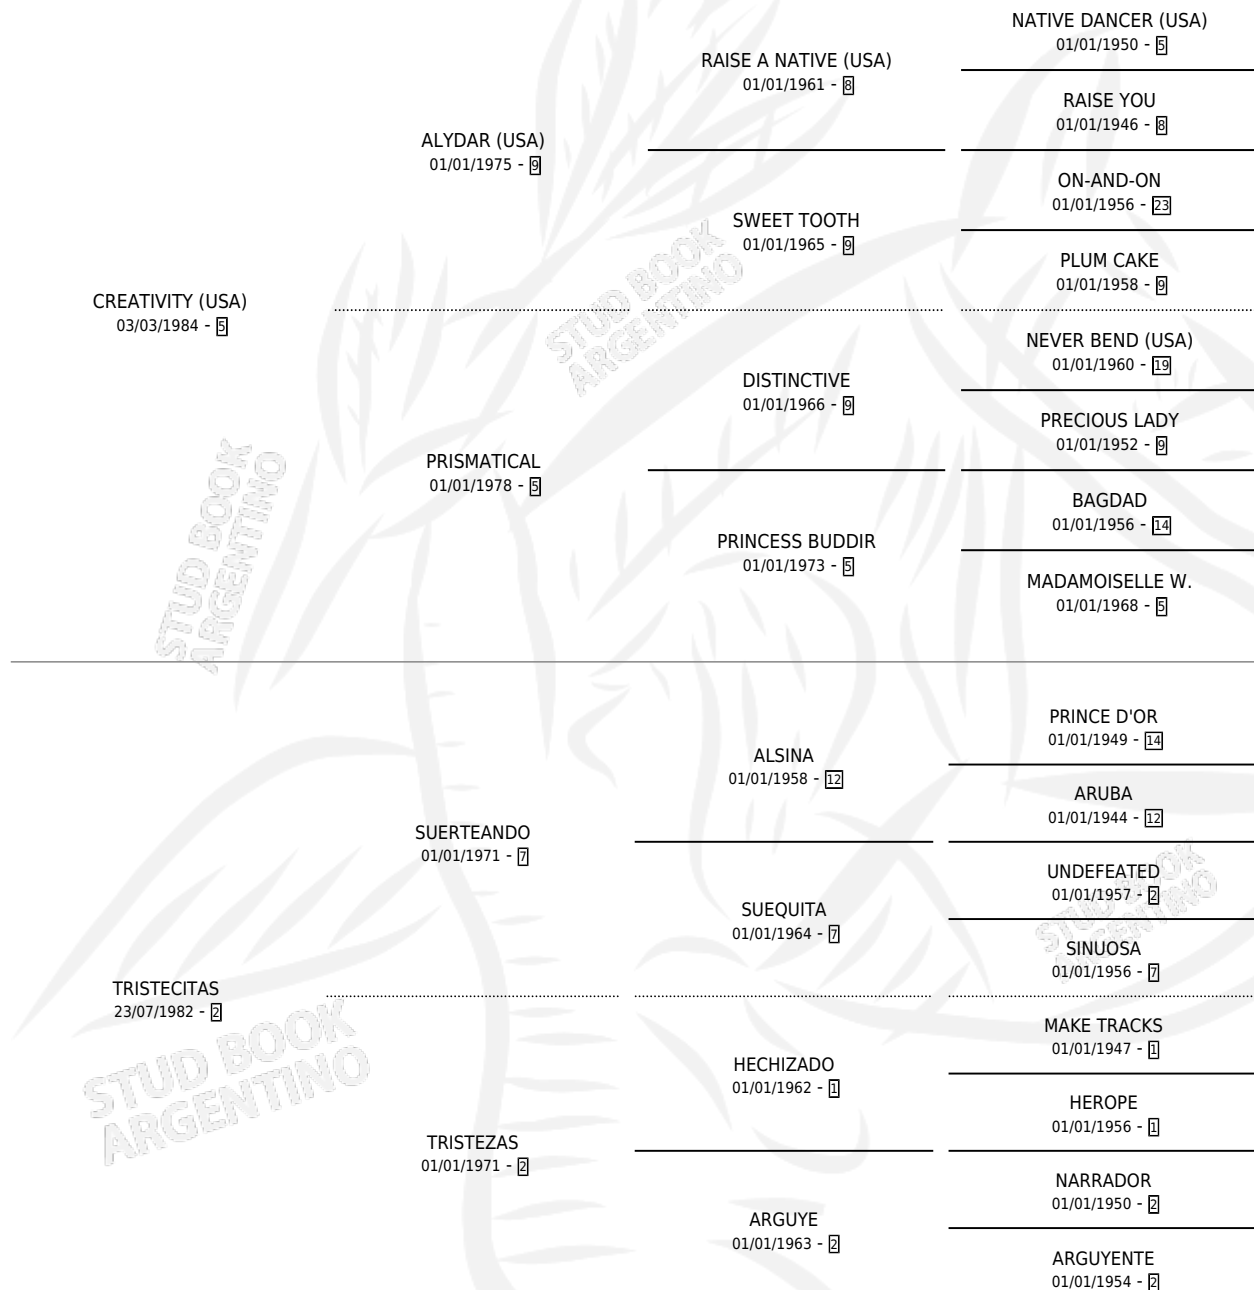 NATIVE DANCER (USA)
01/01/1950 - 5
RAISE A NATIVE (USA)
01/01/1961 - 8
RAISE YOU
01/01/1946 - 8
ALYDAR (USA)
01/01/1975 - 9
ON-AND-ON
01/01/1956 - 23
SWEET TOOTH
01/01/1965 - 9
PLUM CAKE
01/01/1958 - 9
CREATIVITY (USA)
03/03/1984 - 5
NEVER BEND (USA)
01/01/1960 - 19
DISTINCTIVE
01/01/1966 - 9
PRECIOUS LADY
01/01/1952 - 9
PRISMATICAL
01/01/1978 - 5
BAGDAD
01/01/1956 - 14
PRINCESS BUDDIR
01/01/1973 - 5
MADAMOISELLE W.
01/01/1968 - 5
PRINCE D'OR
01/01/1949 - 14
ALSINA
01/01/1958 - 12
ARUBA
01/01/1944 - 12
SUERTEANDO
01/01/1971 - 7
UNDEFEATED
01/01/1957 - 2
SUEQUITA
01/01/1964 - 7
SINUOSA
01/01/1956 - 7
TRISTECITAS
23/07/1982 - 2
MAKE TRACKS
01/01/1947 - 1
HECHIZADO
01/01/1962 - 1
HEROPE
01/01/1956 - 1
TRISTEZAS
01/01/1971 - 2
NARRADOR
01/01/1950 - 2
ARGUYE
01/01/1963 - 2
ARGUYENTE
01/01/1954 - 2
STUD BOOK
ARGENTINO
STUD BOOK
ARGENTINO
STUD BOOK
ARGENTINO
STUD BOOK
ARGENTINO